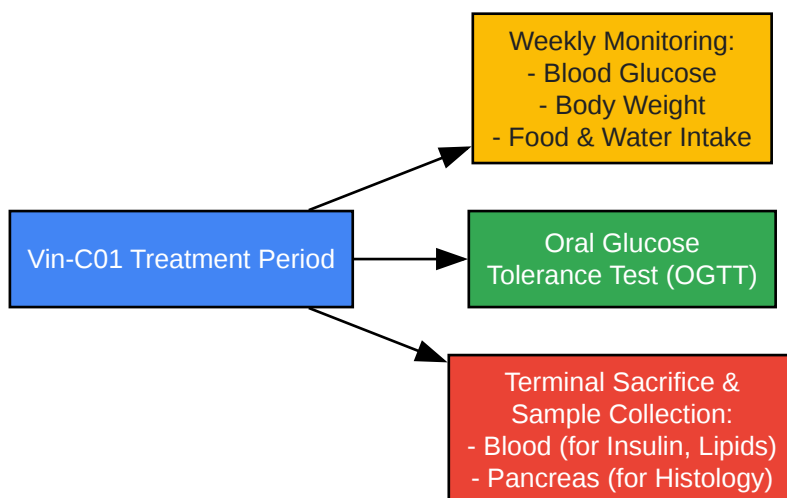 Weekly Monitoring:
- Blood Glucose
- Body Weight
- Food & Water Intake
Vin-C01 Treatment Period
Oral Glucose
Tolerance Test (OGTT)
Terminal Sacrifice &
Sample Collection:
- Blood (for Insulin, Lipids)
- Pancreas (for Histology)